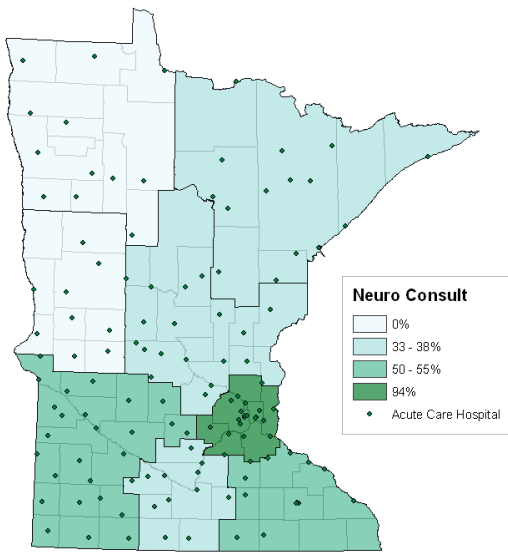 Neuro Consult
0%
33 - 38%
50 - 55%
94%
Acute Care Hospital